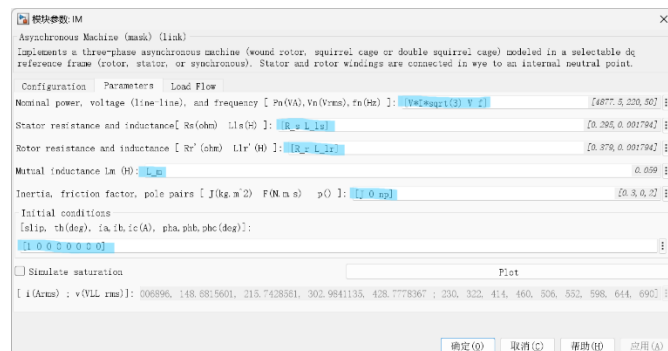 模块参数: IM
Asynchronous Machine (mask) (link)
Implements a three-phase asynchronous machine (wound rotor, squirrel cage or double squirrel cage) modeled in a selectable dq
reference frame (rotor, stator, or synchronous). Stator and rotor windings are connected in wye to an internal neutral point.
Configuration Parameters Load Flow
Nominal power, voltage (line-line), and frequency [ Pn(VA),Vn(Vrms),fn(Hz) ]: [V*I*sqrt(3) V f] [4877.5,220,50]
Stator resistance and inductance[ Rs(ohm) Lls(H) ]: [R_s L_ls] [0.295,0.001794]
Rotor resistance and inductance [ Rr'(ohm) Llr'(H) ]: [R_r L_lr] [0.379,0.001794]
Mutual inductance Lm (H): L_m 0.059
Inertia, friction factor, pole pairs [ J(kg.m^2) F(N.m.s) p() ]: [j 0 np] [0.3,0,2]
Initial conditions
[slip, th(deg), ia,ib,ic(A), pha,phb,phc(deg)]:
[1 0 0 0 0 0 0 0]
Simulate saturation Plot
[ i(Arms) ; v(VLL rms)]: 006896, 148.6815601, 215.7428561, 302.9841135, 428.7778367 ; 230, 322, 414, 460, 506, 552, 598, 644, 690]
确定(O) 取消(C) 帮助(H) 应用(A)